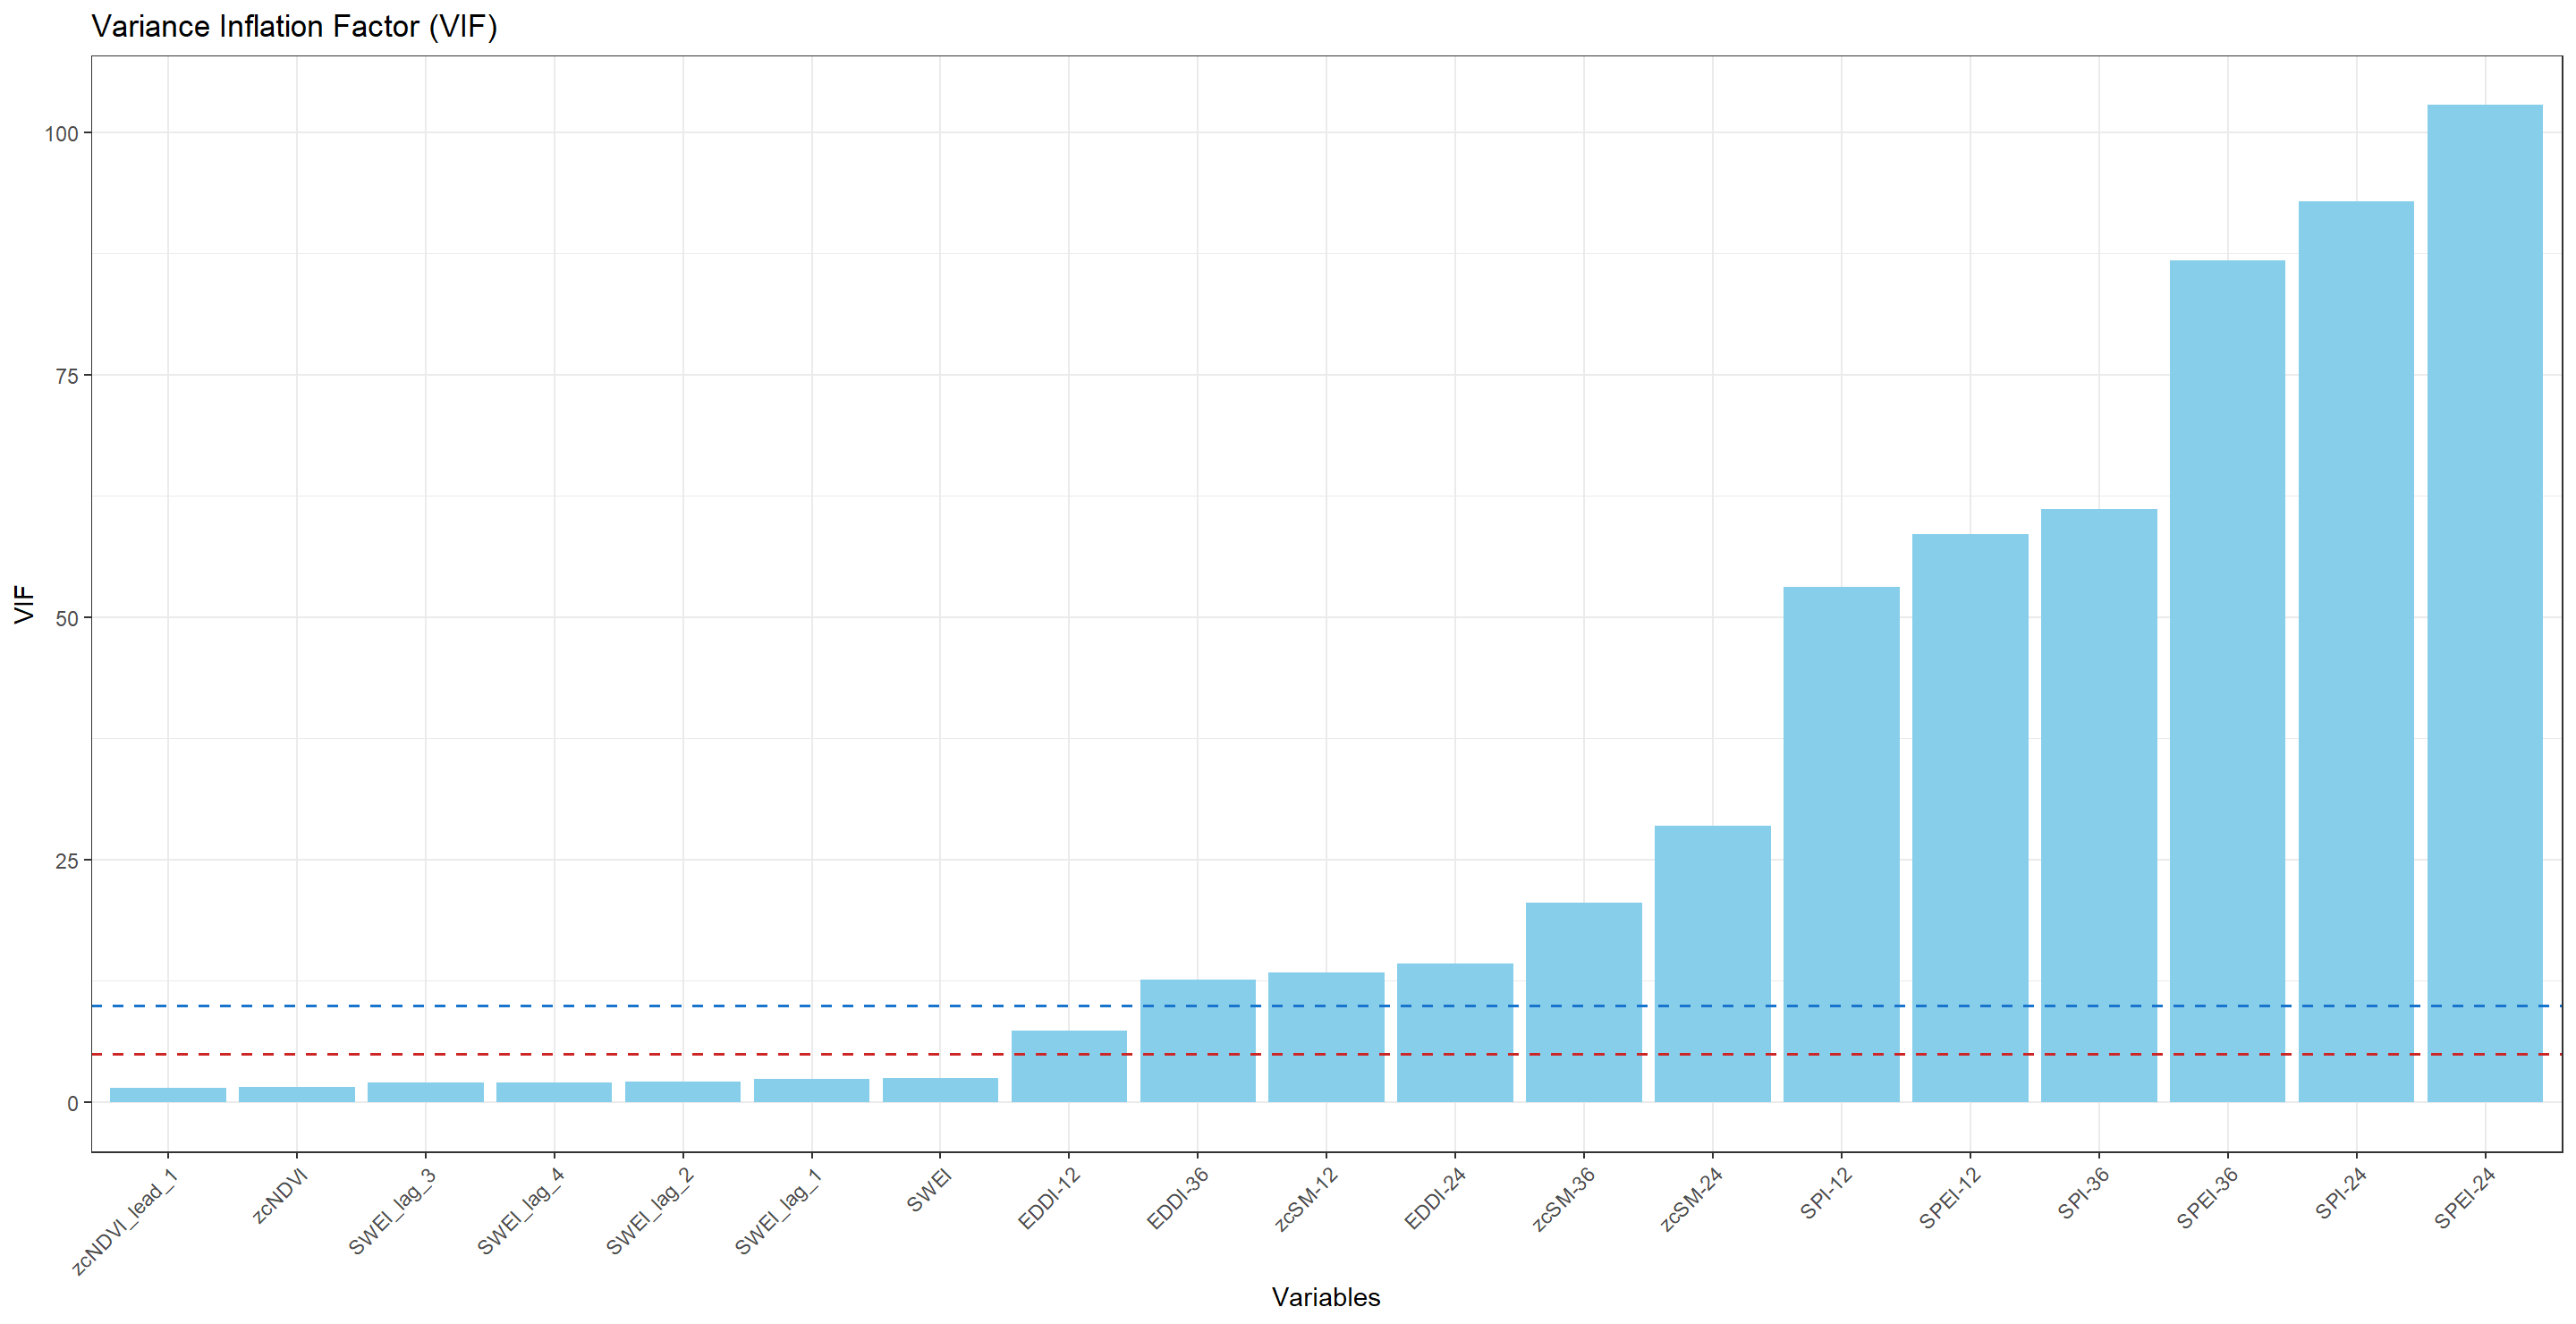 Variance Inflation Factor (VIF)
VIF
100
75
50
25
0
zcNDVI_lead_1
zcNDVI
SWEI_lag_3
SWEI_lag_4
SWEI_lag_2
SWEI_lag_1
SWEI
EDDI-12
EDDI-36
zcSM-12
EDDI-24
zcSM-36
zcSM-24
SPI-12
SPEI-12
SPI-36
SPEI-36
SPI-24
SPEI-24
Variables